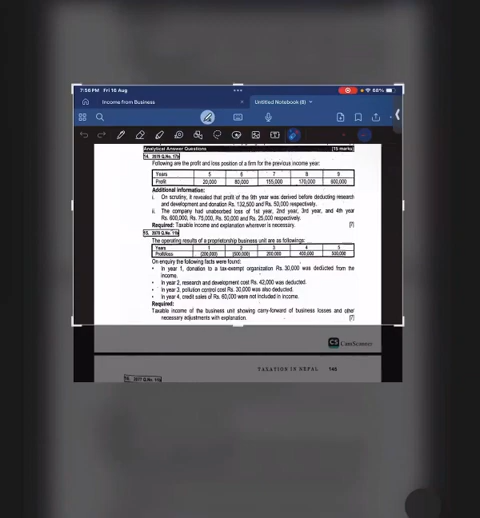 7:56 PM Fri 16 Aug
58%
Income from Business
Untitled Notebook (8)
Analytical Answer Questions [15 marks]
Following are the profit and loss position of a firm for the previous income year:
Years 5 6 7 8 9
Profit 20,000 80,000 155,000 170,000 600,000
Additional information:
i. On scrutiny, it revealed that profit of the 9th year was derived before deducting research
and development and donation Rs. 132,500 and Rs. 50,000 respectively.
ii. The company had unabsorbed loss of 1st year, 2nd year, 3rd year, and 4th year
Rs. 600,000, Rs. 75,000, Rs. 50,000 and Rs. 25,000 respectively.
Required: Taxable income and explanation wherever is necessary. [7]
The operating results of a proprietorship business unit are as followings:
Years 1 2 3 4 5
Profit/loss (200,000) (500,000) 200,000 400,000 500,000
On enquiry the following facts were found:
• In year 1, donation to a tax-exempt organization Rs. 30,000 was deducted from the
income.
• In year 2, research and development cost Rs. 42,000 was deducted.
• In year 3, pollution control cost Rs. 30,000 was also deducted.
• In year 4, credit sales of Rs. 60,000 were not included in income.
Required:
Taxable income of the business unit showing carry-forward of business losses and other
necessary adjustments with explanation. [7]
CS CamScanner
TAXATION IN NEPAL 145